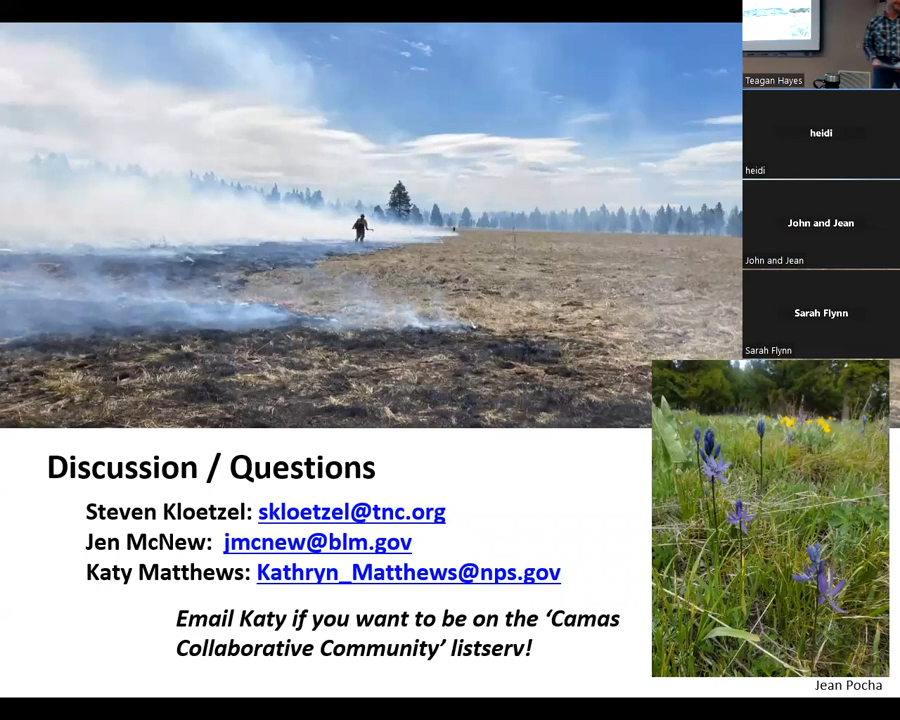 Teagan Hayes
heidi
heidi
John and Jean
John and Jean
Sarah Flynn
Sarah Flynn
Discussion / Questions
Steven Kloetzel: skloetzel@tnc.org
Jen McNew: jmcnew@blm.gov
Katy Matthews: Kathryn_Matthews@nps.gov
Email Katy if you want to be on the ‘Camas
Collaborative Community’ listserv!
Jean Pocha